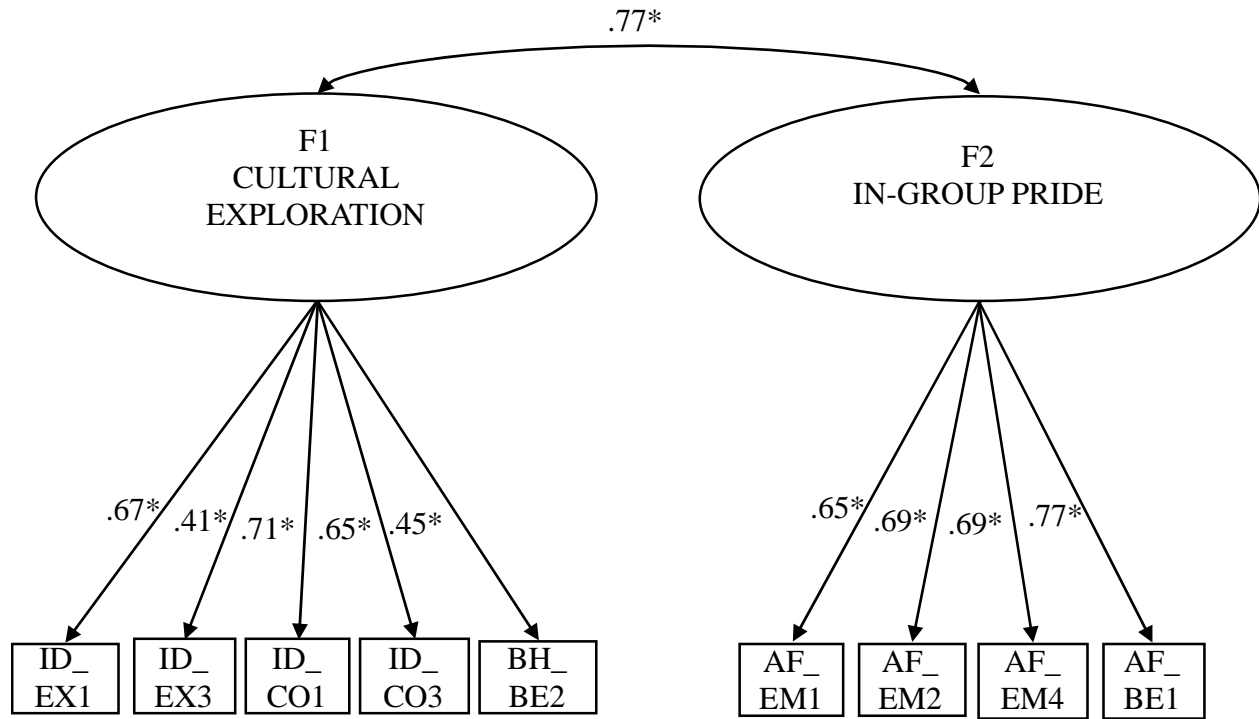 .77*
F1
CULTURAL
EXPLORATION
F2
IN-GROUP PRIDE
.67*
.41*
.71*
.65*
.45*
.65*
.69*
.69*
.77*
ID_
EX1
ID_
EX3
ID_
CO1
ID_
CO3
BH_
BE2
AF_
EM1
AF_
EM2
AF_
EM4
AF_
BE1